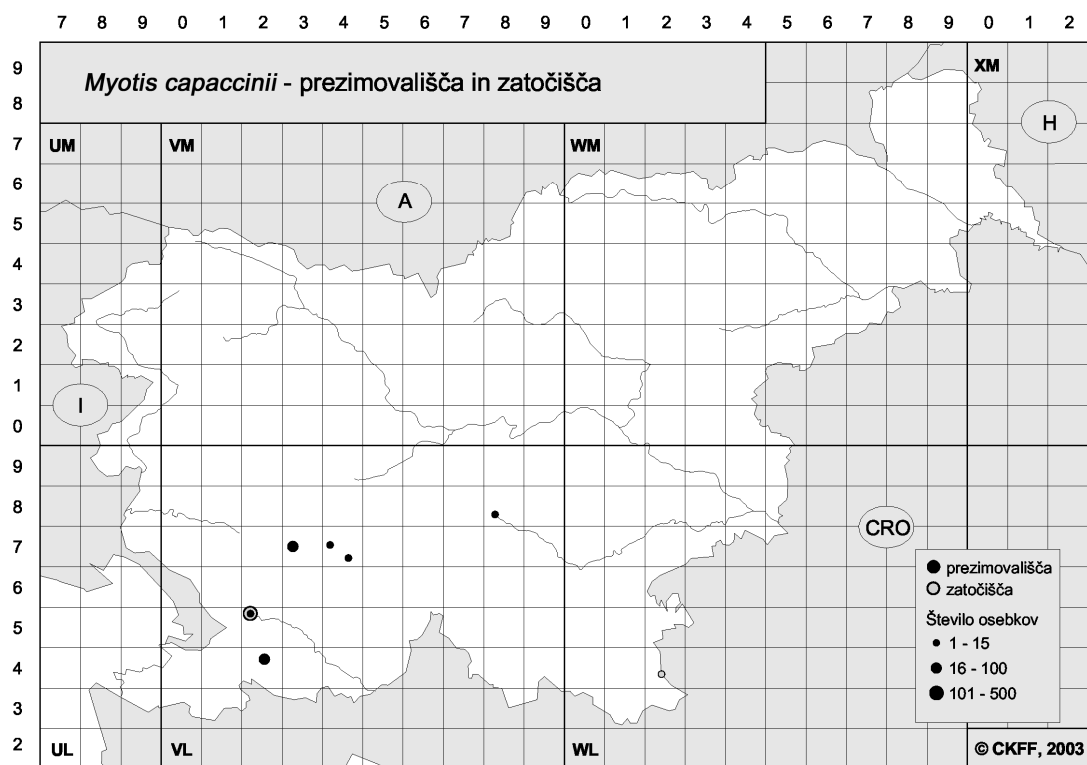 7 8 9 0 1 2 3 4 5 6 7 8 9 0 1 2 3 4 5 6 7 8 9 0 1 2
Myotis capaccinii - prezimovališča in zatočišča
9
8
7
6
5
4
3
2
1
0
9
8
7
6
5
4
3
2
XM
H
UM
VM
WM
A
I
CRO
prezimovališča
zatočišča
Število osebkov
1 - 15
16 - 100
101 - 500
UL
VL
WL
© CKFF, 2003